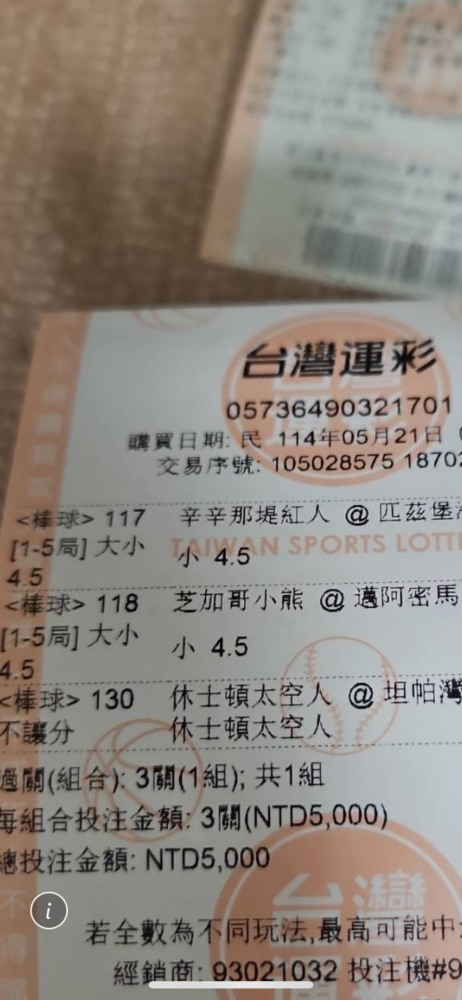 台灣運彩
05736490321701
購買日期: 民 114年05月21日
交易序號: 105028575 18702
<棒球> 117 辛辛那堤紅人 @ 匹茲堡
TAIWAN SPORTS LOTT
[1-5局] 大小 小 4.5
4.5
<棒球> 118 芝加哥小熊 @ 邁阿密馬
[1-5局] 大小 小 4.5
4.5
<棒球> 130 休士頓太空人 @ 坦帕灣
不讓分 休士頓太空人
過關(組合): 3關(1組); 共1組
每組合投注金額: 3關(NTD5,000)
總投注金額: NTD5,000
若全數為不同玩法,最高可能中
經銷商: 93021032 投注機#9